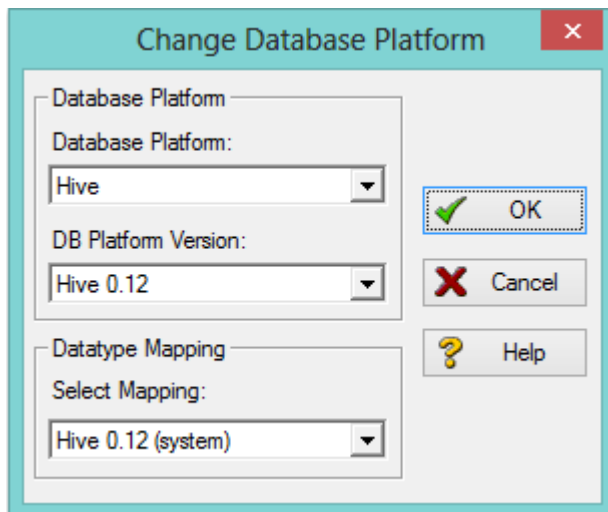 Change Database Platform
Database Platform
Database Platform:
Hive
DB Platform Version:
Hive 0.12
Datatype Mapping
Select Mapping:
Hive 0.12 (system)
OK
Cancel
Help